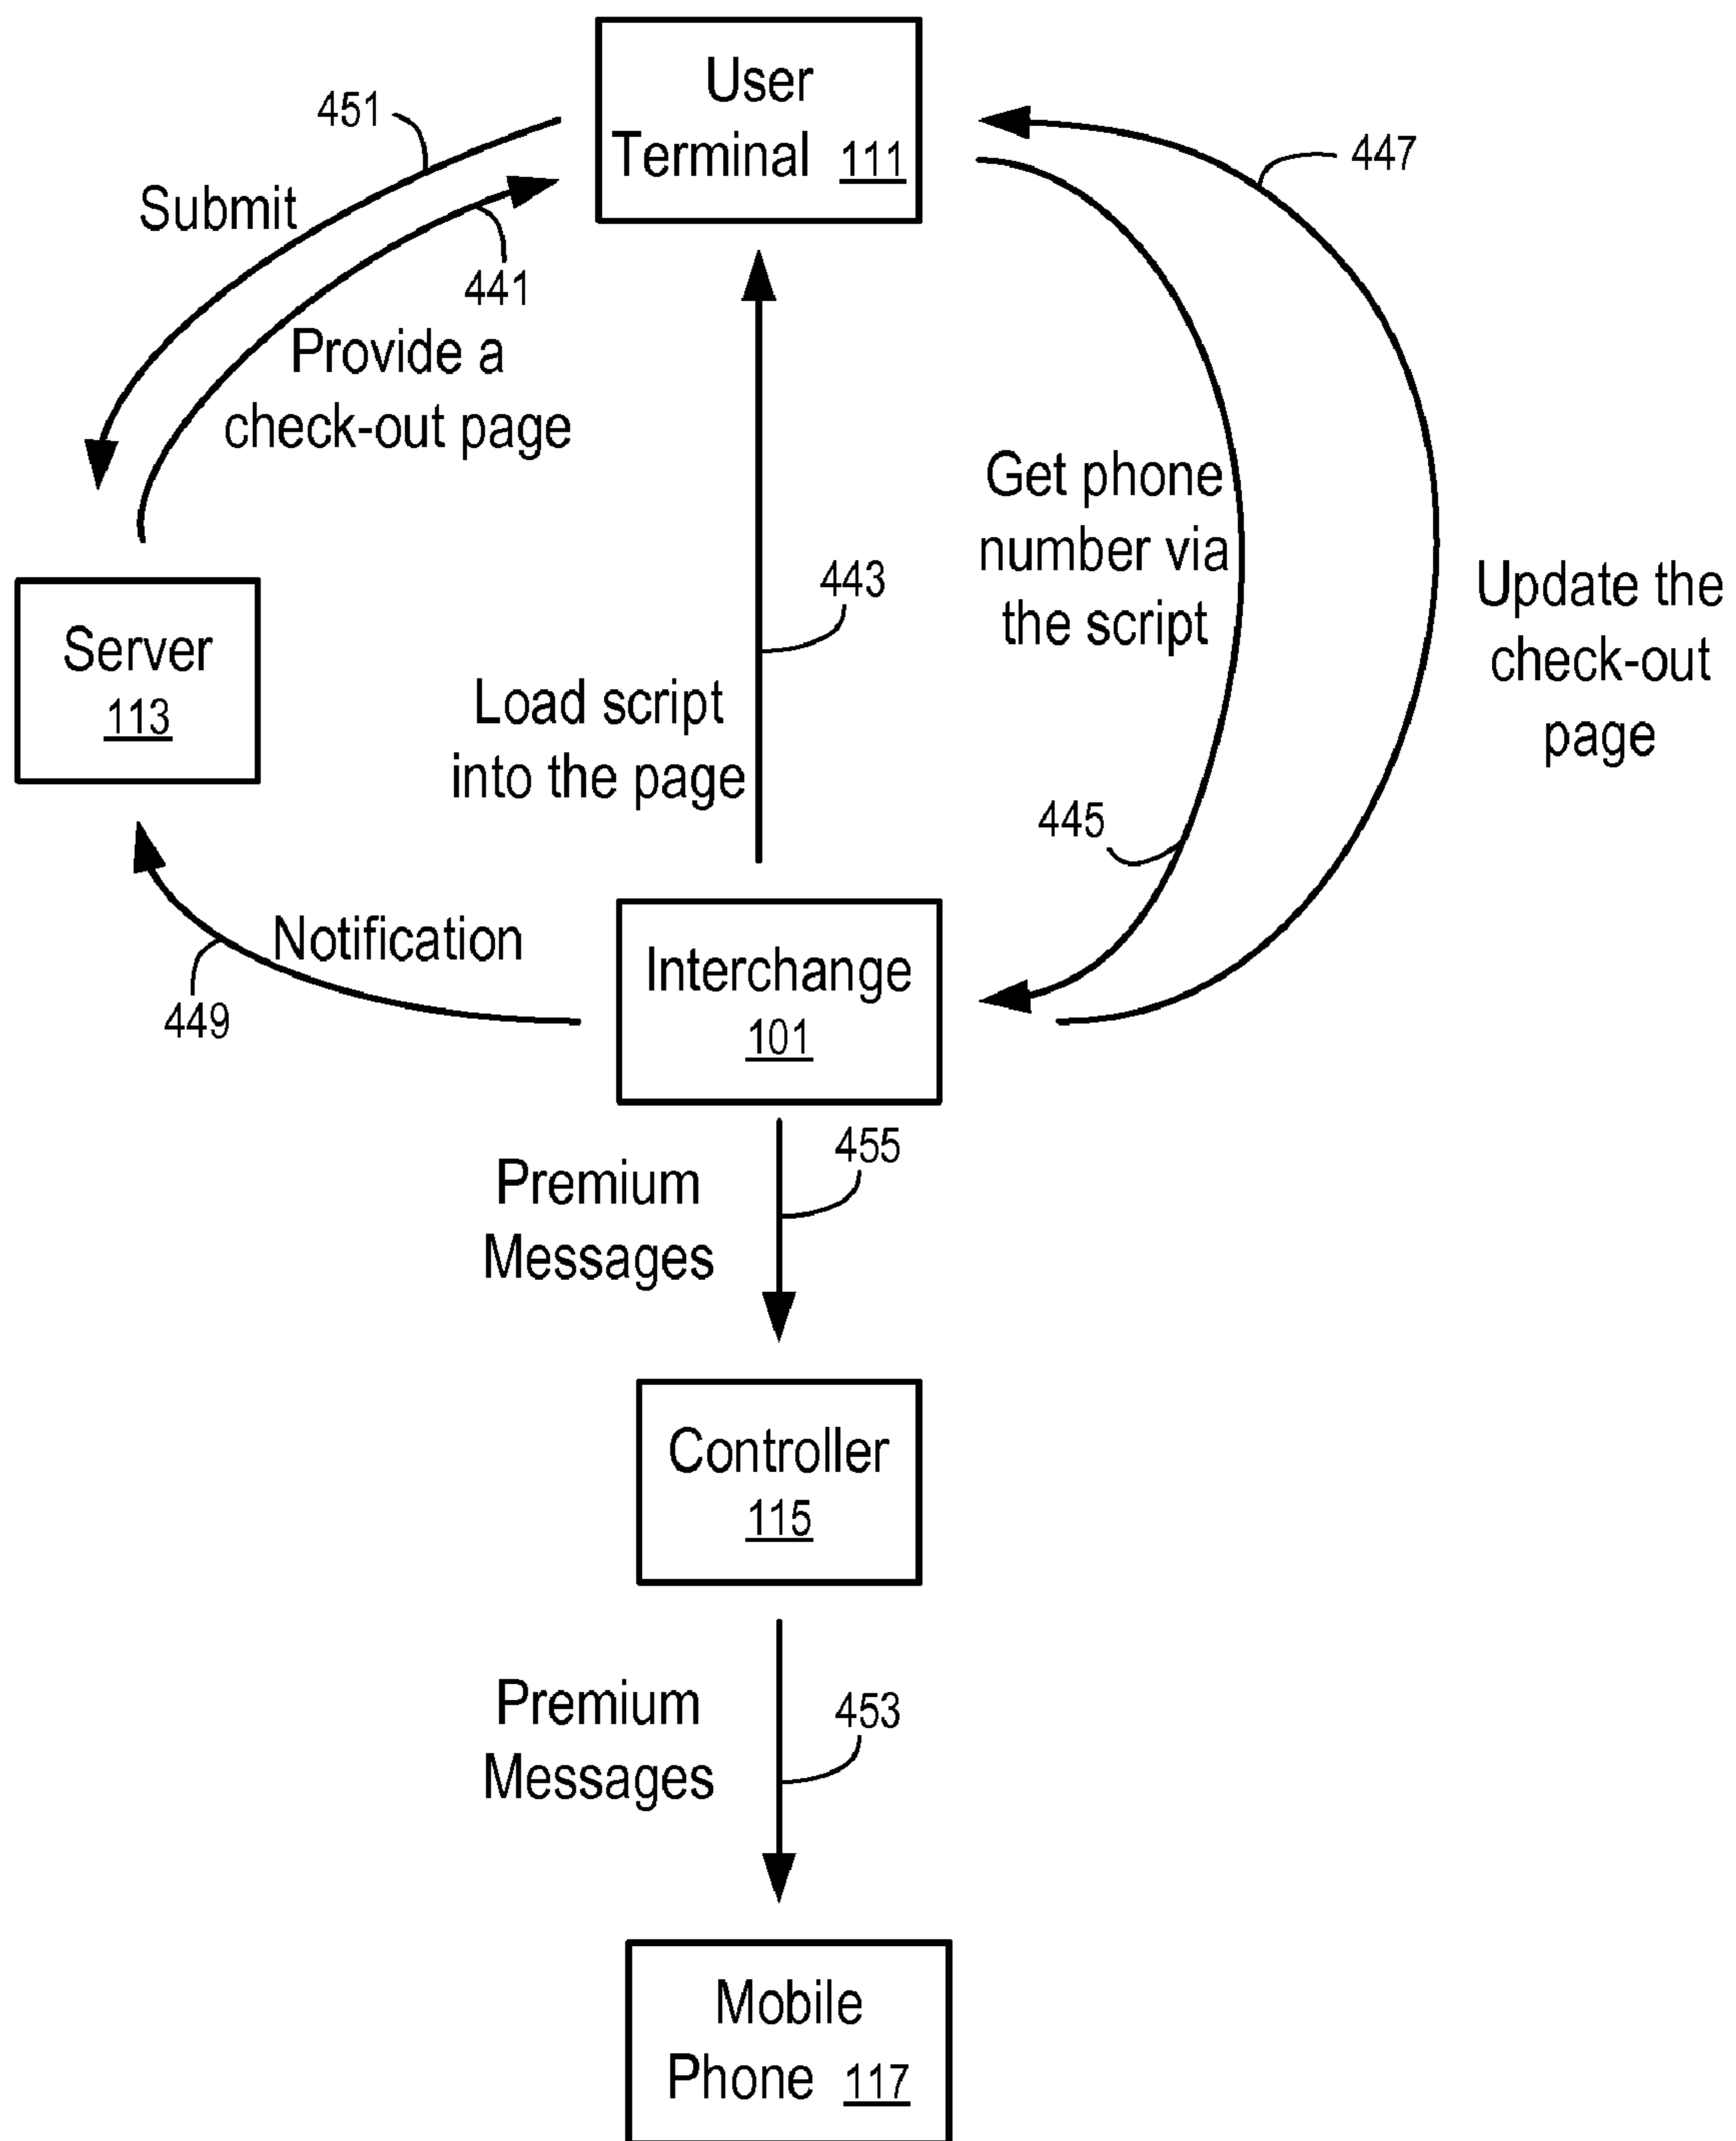 User
Terminal 111
451
447
Submit
441
Provide a
check-out page
Get phone
number via
the script
443
Update the
check-out
page
Server
113
Load script
into the page
445
Notification
449
Interchange
101
455
Premium
Messages
Controller
115
Premium
Messages
453
Mobile
Phone 117